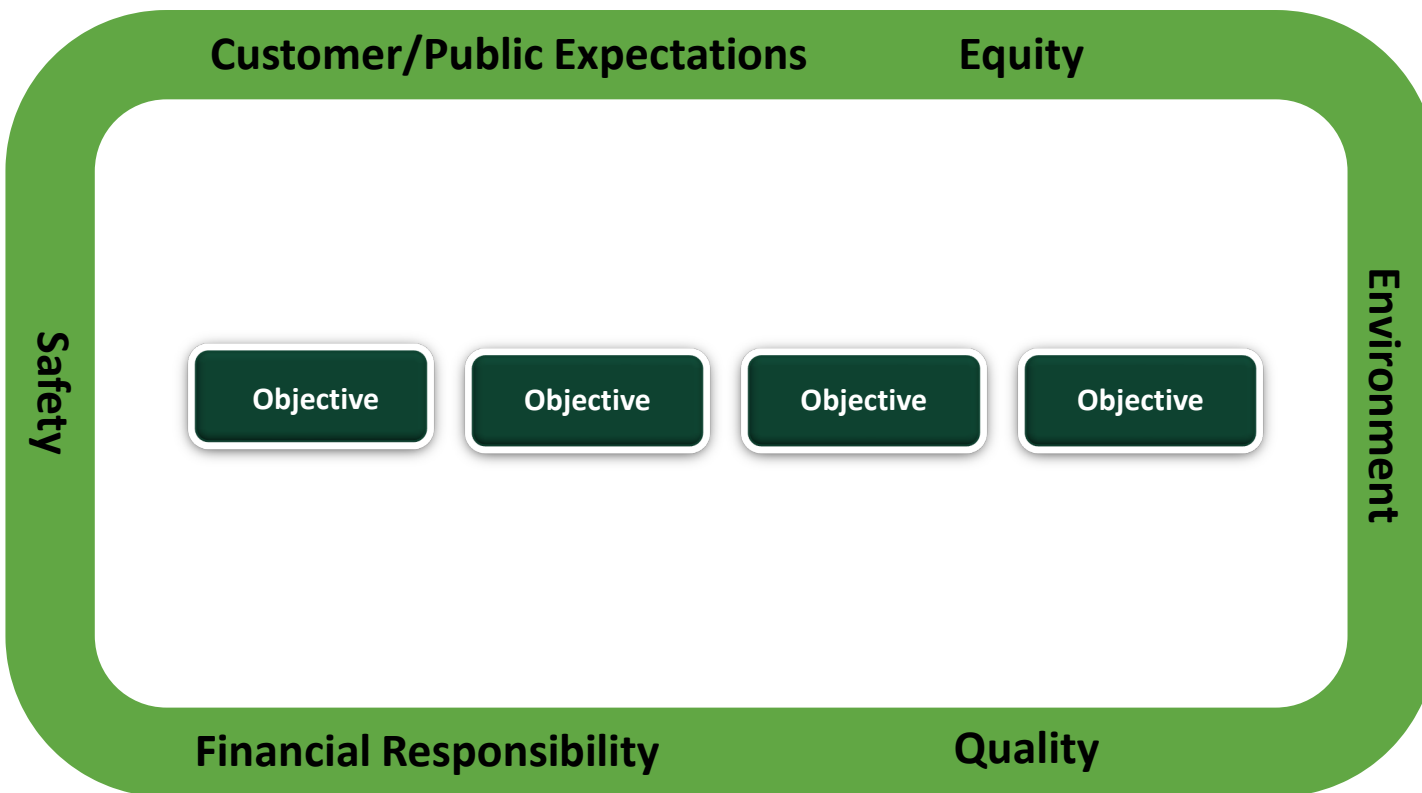 Customer/Public Expectations
Equity
Safety
Environment
Objective
Objective
Objective
Objective
Financial Responsibility
Quality